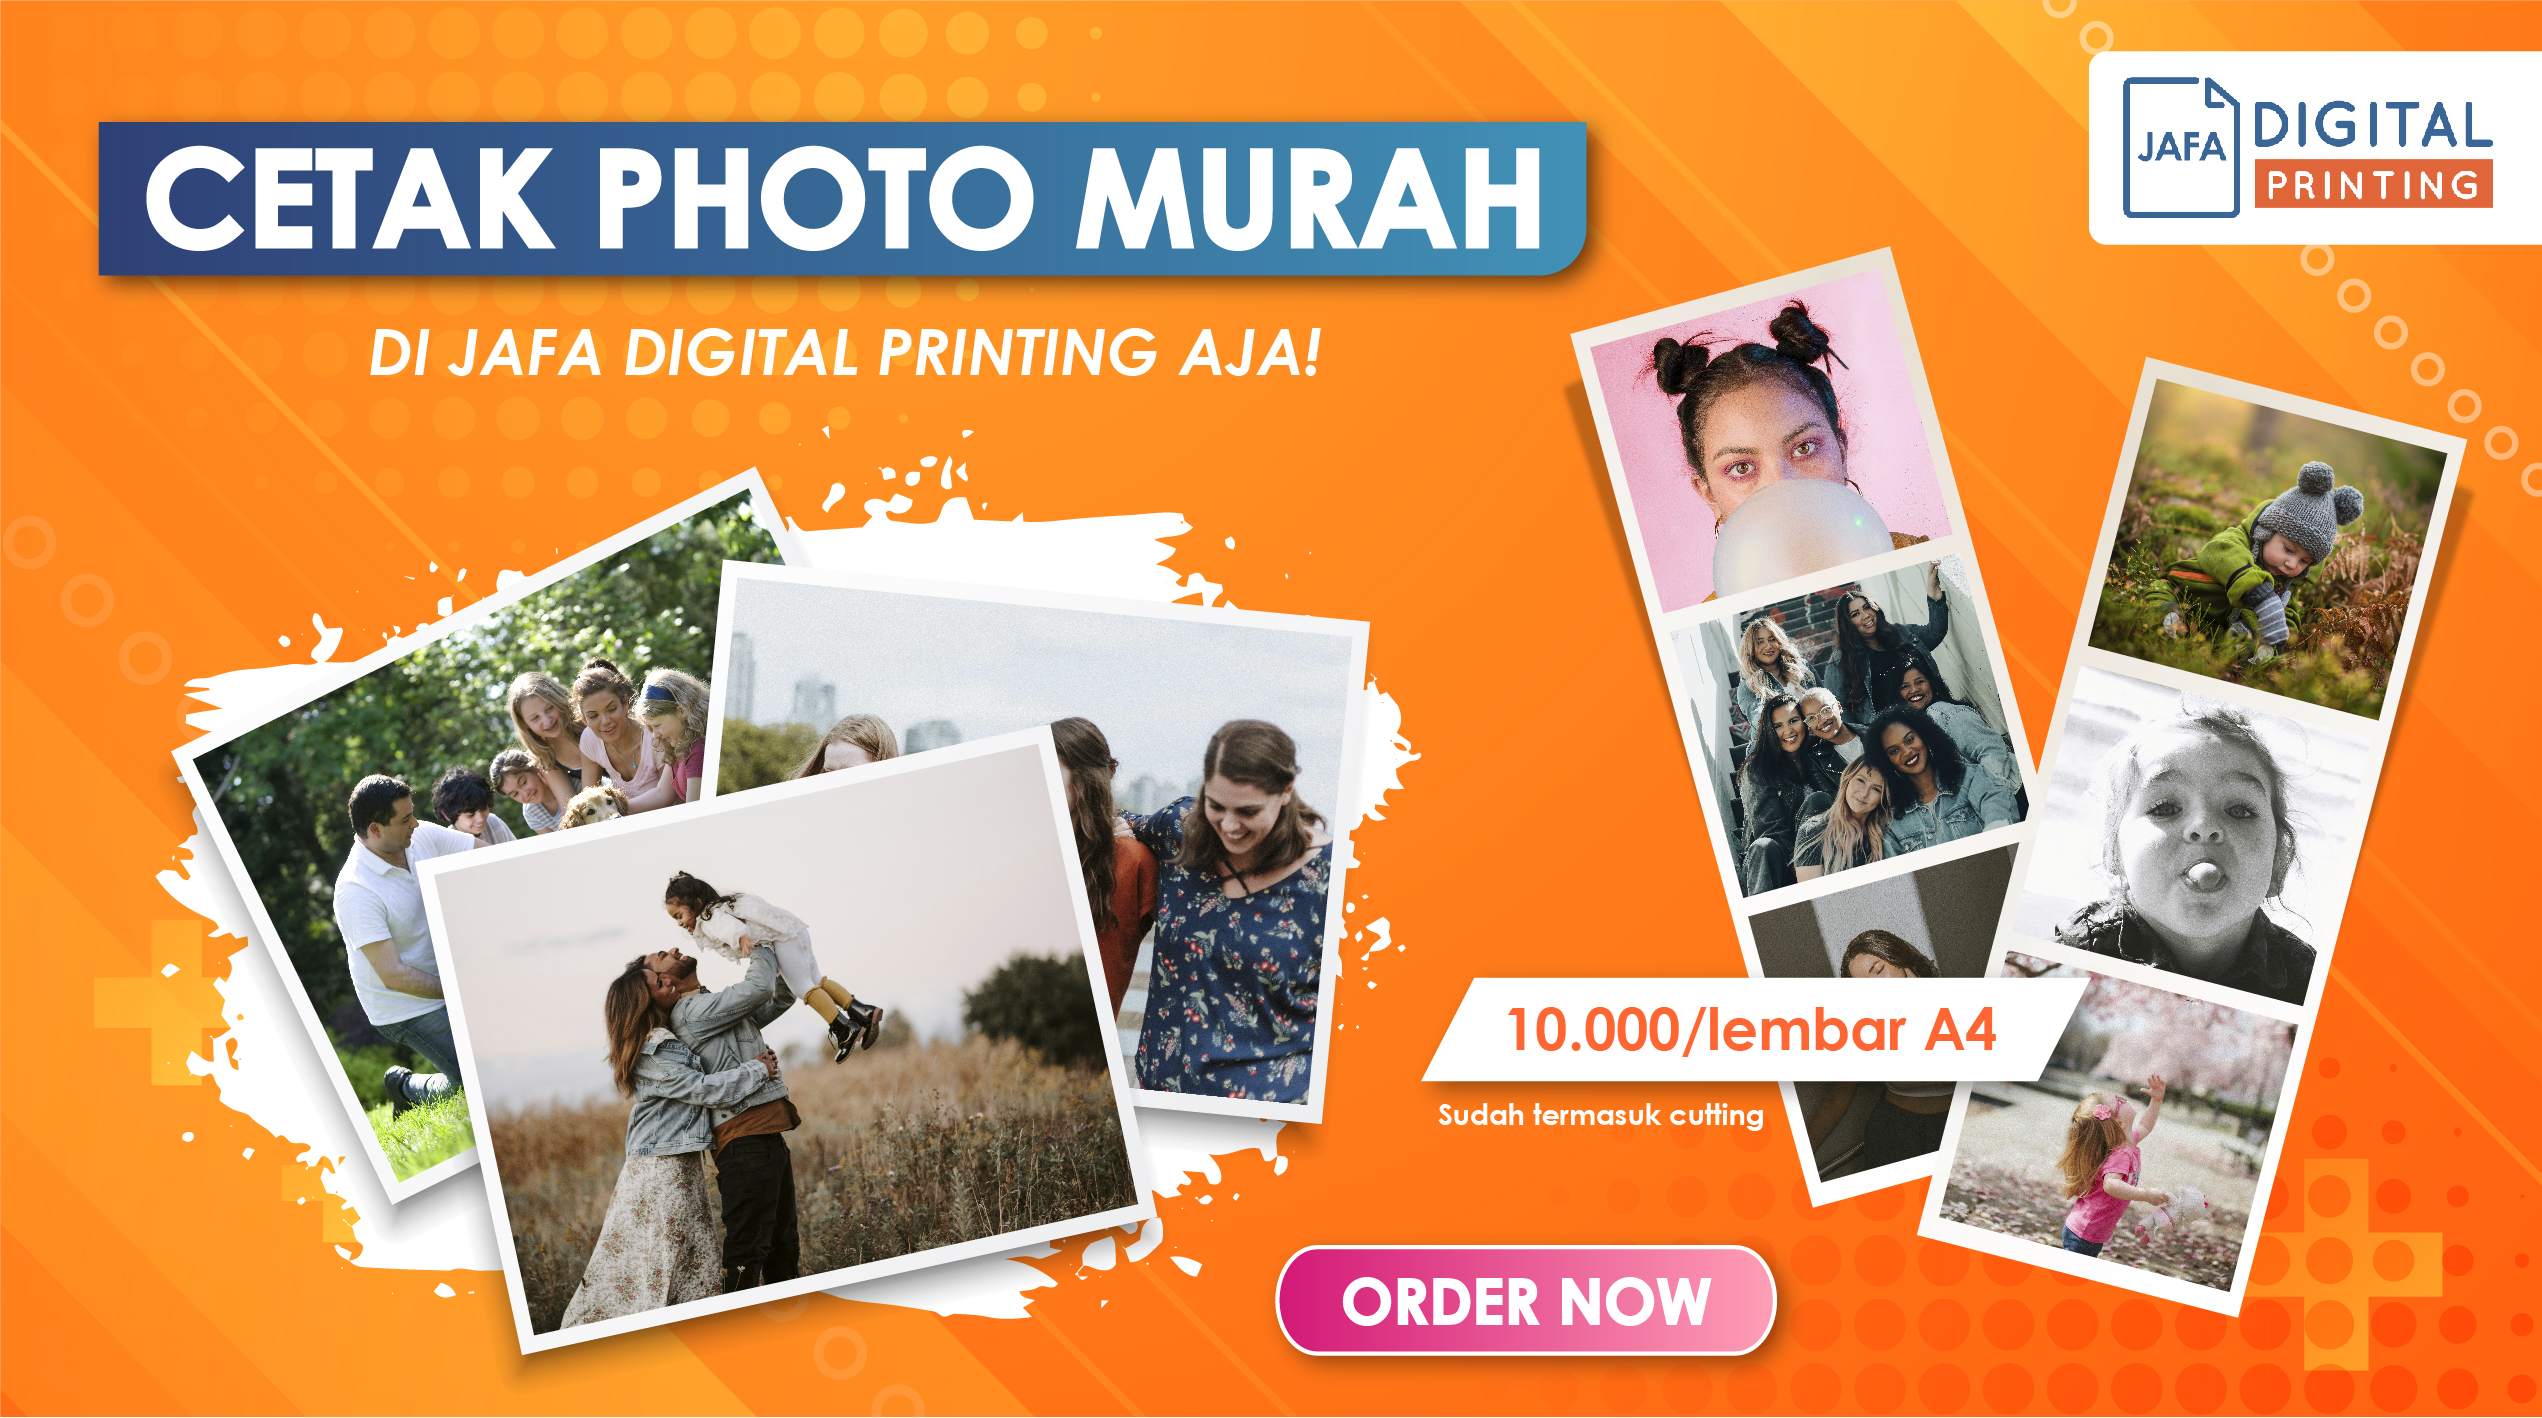 CETAK PHOTO MURAH
DI JAFA DIGITAL PRINTING AJA!
JAFA
DIGITAL
PRINTING
10.000/lembar A4
Sudah termasuk cutting
ORDER NOW